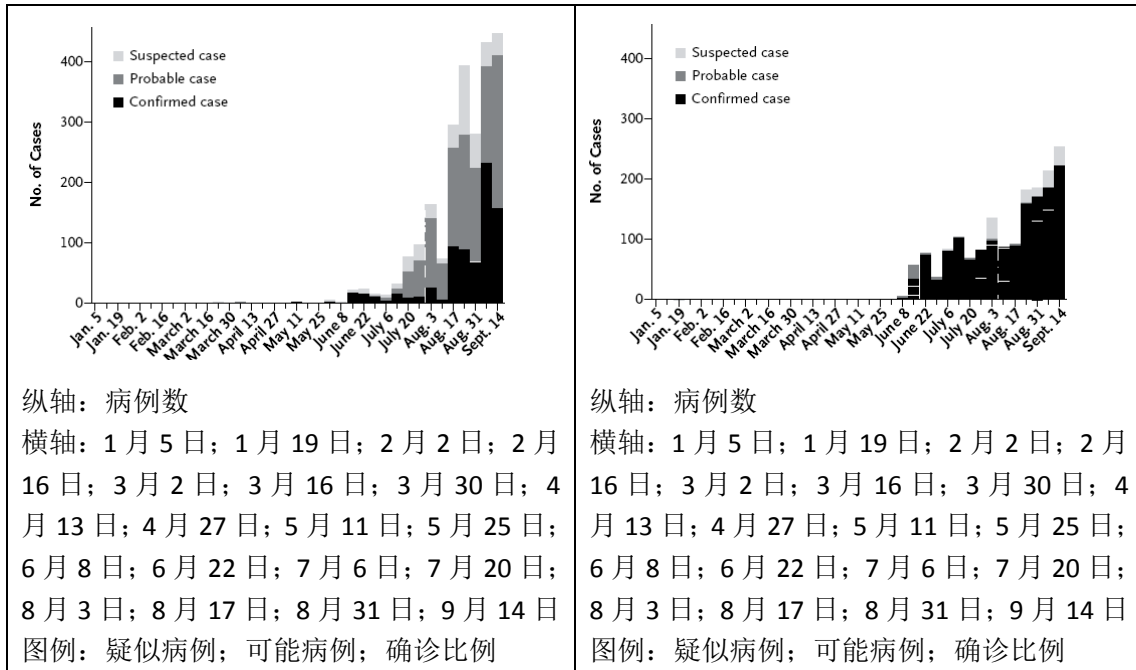 400
300
200
100
0
No. of Cases
Suspected case
Probable case
Confirmed case
Jan. 5
Jan. 19
Feb. 2
Feb. 16
March 2
March 16
March 30
April 13
April 27
May 11
May 25
June 8
June 22
July 6
July 20
Aug. 3
Aug. 17
Aug. 31
Sept. 14
纵轴：病例数
横轴：1 月 5 日；1 月 19 日；2 月 2 日；2 月
16 日；3 月 2 日；3 月 16 日；3 月 30 日；4
月 13 日；4 月 27 日；5 月 11 日；5 月 25 日；
6 月 8 日；6 月 22 日；7 月 6 日；7 月 20 日；
8 月 3 日；8 月 17 日；8 月 31 日；9 月 14 日
图例：疑似病例；可能病例；确诊比例
400
300
200
100
0
No. of Cases
Suspected case
Probable case
Confirmed case
Jan. 5
Jan. 19
Feb. 2
Feb. 16
March 2
March 16
March 30
April 13
April 27
May 11
May 25
June 8
June 22
July 6
July 20
Aug. 3
Aug. 17
Aug. 31
Sept. 14
纵轴：病例数
横轴：1 月 5 日；1 月 19 日；2 月 2 日；2 月
16 日；3 月 2 日；3 月 16 日；3 月 30 日；4
月 13 日；4 月 27 日；5 月 11 日；5 月 25 日；
6 月 8 日；6 月 22 日；7 月 6 日；7 月 20 日；
8 月 3 日；8 月 17 日；8 月 31 日；9 月 14 日
图例：疑似病例；可能病例；确诊比例